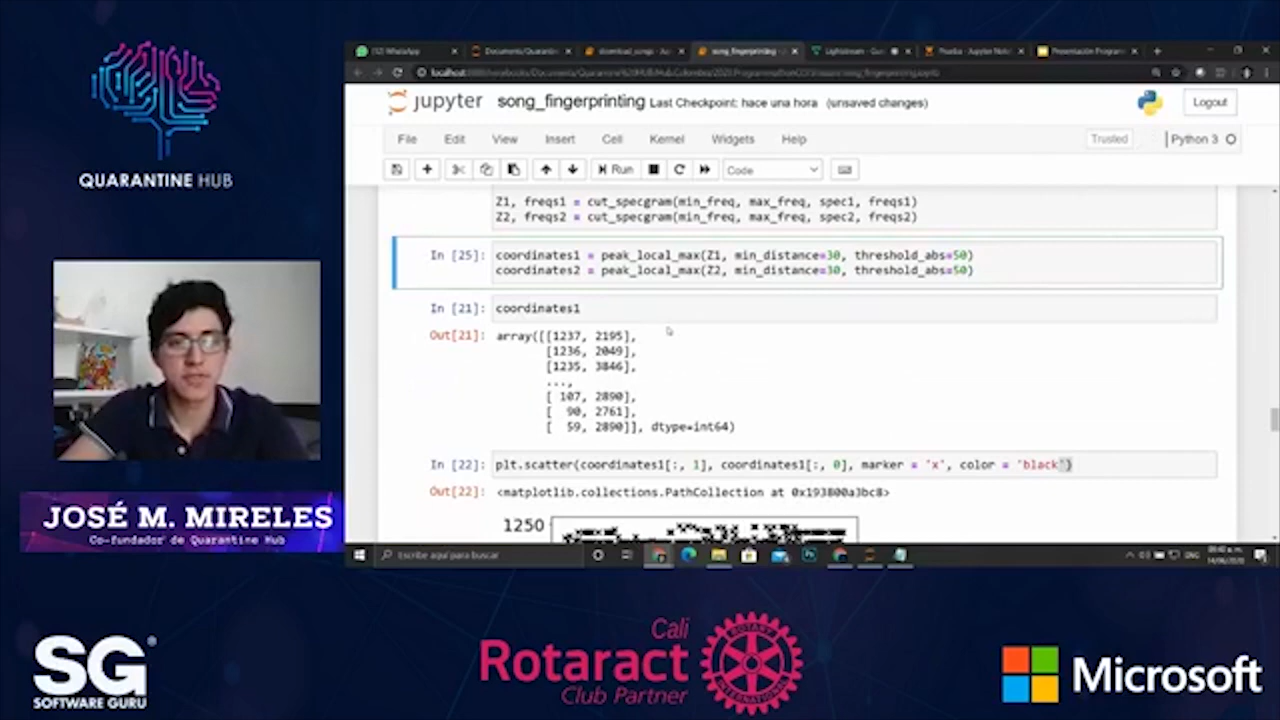 QUARANTINE HUB
JOSÉ M. MIRELES
Co-fundador de Quarantine Hub
SG
SOFTWARE GURU
Cali
Rotaract
Club Partner
ROTARY
INTERNATIONAL
Microsoft
(12) WhatsApp
song_fingerprinting
jupyter song_fingerprinting Last Checkpoint: hace una hora (unsaved changes)
Logout
File Edit View Insert Cell Kernel Widgets Help
Trusted
Python 3
Run
Code
Z1, freqs1 = cut_specgram(min_freq, max_freq, spec1, freqs1)
Z2, freqs2 = cut_specgram(min_freq, max_freq, spec2, freqs2)
In [25]: coordinates1 = peak_local_max(Z1, min_distance=30, threshold_abs=50)
coordinates2 = peak_local_max(Z2, min_distance=30, threshold_abs=50)
In [21]: coordinates1
Out[21]: array([[1237, 2195],
[1236, 2049],
[1235, 3846],
...,
[ 107, 2890],
[ 90, 2761],
[ 59, 2890]], dtype=int64)
In [22]: plt.scatter(coordinates1[:, 1], coordinates1[:, 0], marker = 'x', color = 'black')
Out[22]: <matplotlib.collections.PathCollection at 0x193800a3bc8>
1250
Escribe aquí para buscar